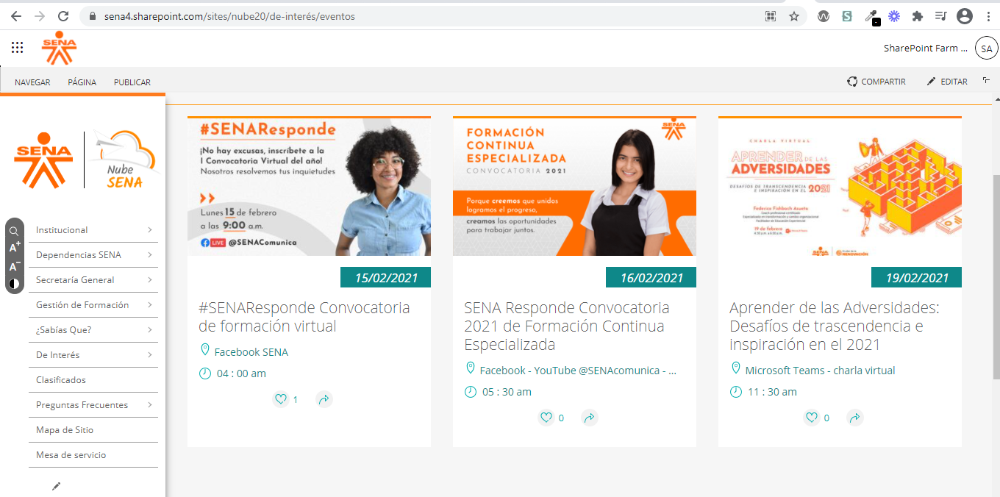 sena4.sharepoint.com/sites/nube20/de-interés/eventos
SENA
SharePoint Farm ...
SA
NAVEGAR
PÁGINA
PUBLICAR
COMPARTIR
EDITAR
SENA
Nube
SENA
A+
A-
Institucional
Dependencias SENA
Secretaría General
Gestión de Formación
¿Sabías Que?
De Interés
Clasificados
Preguntas Frecuentes
Mapa de Sitio
Mesa de servicio
#SENAResponde
¡No hay excusas, inscríbete a la
I Convocatoria Virtual del año!
Nosotros resolvemos tus inquietudes
Lunes 15 de febrero
a las 9:00 a.m.
LIVE @SENAComunica
15/02/2021
#SENAResponde Convocatoria
de formación virtual
Facebook SENA
04 : 00 am
1
FORMACIÓN
CONTINUA
ESPECIALIZADA
CONVOCATORIA 2021
SENA
Porque creemos que unidos
logramos el progreso,
creamos las oportunidades
para trabajar juntos.
16/02/2021
SENA Responde Convocatoria
2021 de Formación Continua
Especializada
Facebook - YouTube @SENAcomunica - ...
05 : 30 am
0
CHARLA VIRTUAL
APRENDER DE LAS
ADVERSIDADES
DESAFÍOS DE TRASCENDENCIA
E INSPIRACIÓN EN EL 2021
Federico Fishbach Azueta
Coach profesional certificado
19 de febrero
SENA
RENOVACIÓN
19/02/2021
Aprender de las Adversidades:
Desafíos de trascendencia e
inspiración en el 2021
Microsoft Teams - charla virtual
11 : 30 am
0